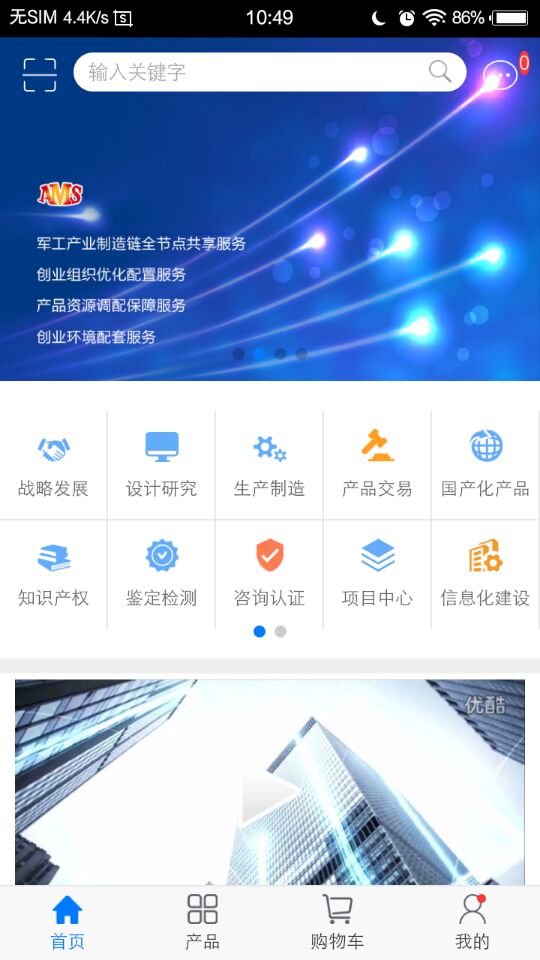 无SIM 4.4K/s S 10:49 86%
输入关键字
0
AMS
军工产业制造链全节点共享服务
创业组织优化配置服务
产品资源调配保障服务
创业环境配套服务
战略发展 设计研究 生产制造 产品交易 国产化产品
知识产权 鉴定检测 咨询认证 项目中心 信息化建设
优酷
首页 产品 购物车 我的